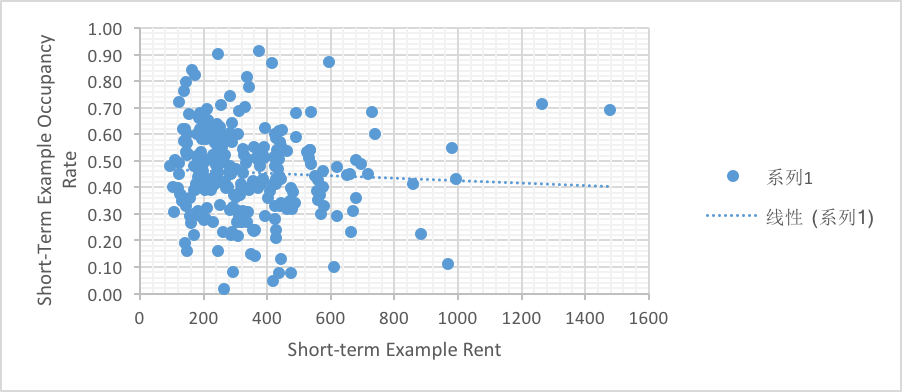 Short-Term Example Occupancy
Rate
1.00
0.90
0.80
0.70
0.60
0.50
0.40
0.30
0.20
0.10
0.00
0 200 400 600 800 1000 1200 1400 1600
Short-term Example Rent
系列1
线性 (系列1)